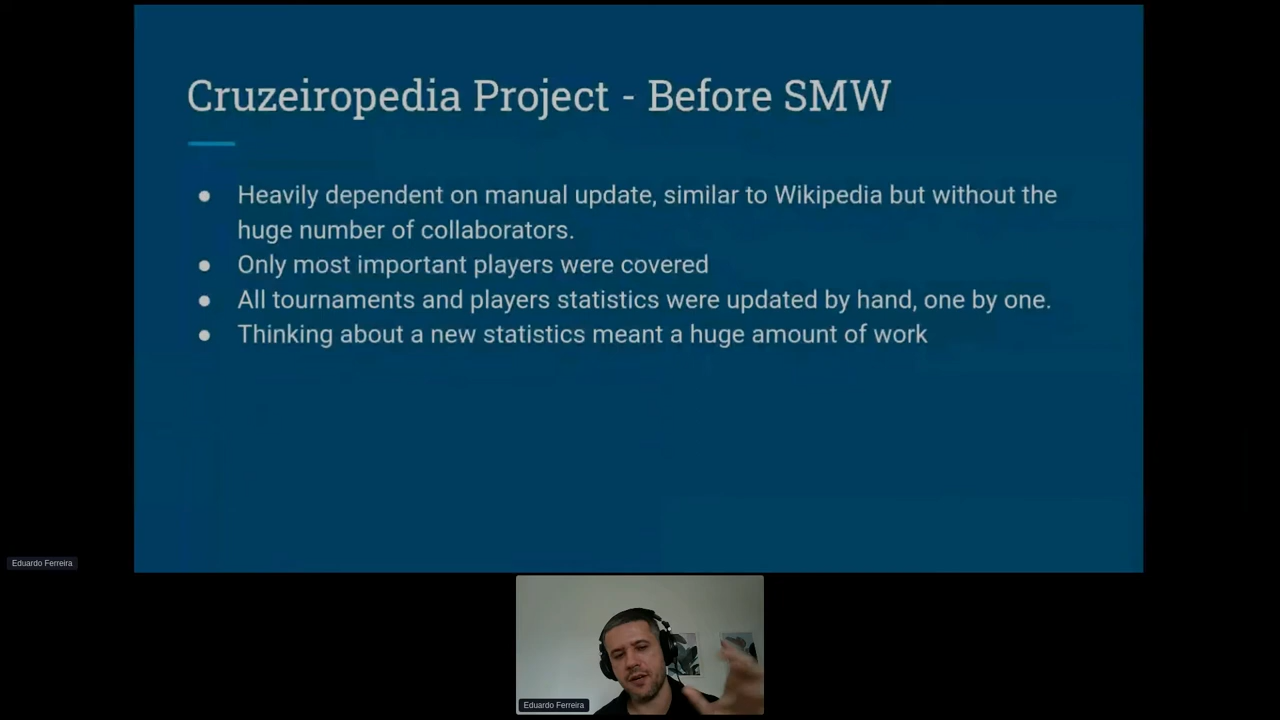 Cruzeiropedia Project - Before SMW
● Heavily dependent on manual update, similar to Wikipedia but without the
huge number of collaborators.
● Only most important players were covered
● All tournaments and players statistics were updated by hand, one by one.
● Thinking about a new statistics meant a huge amount of work
Eduardo Ferreira
Eduardo Ferreira